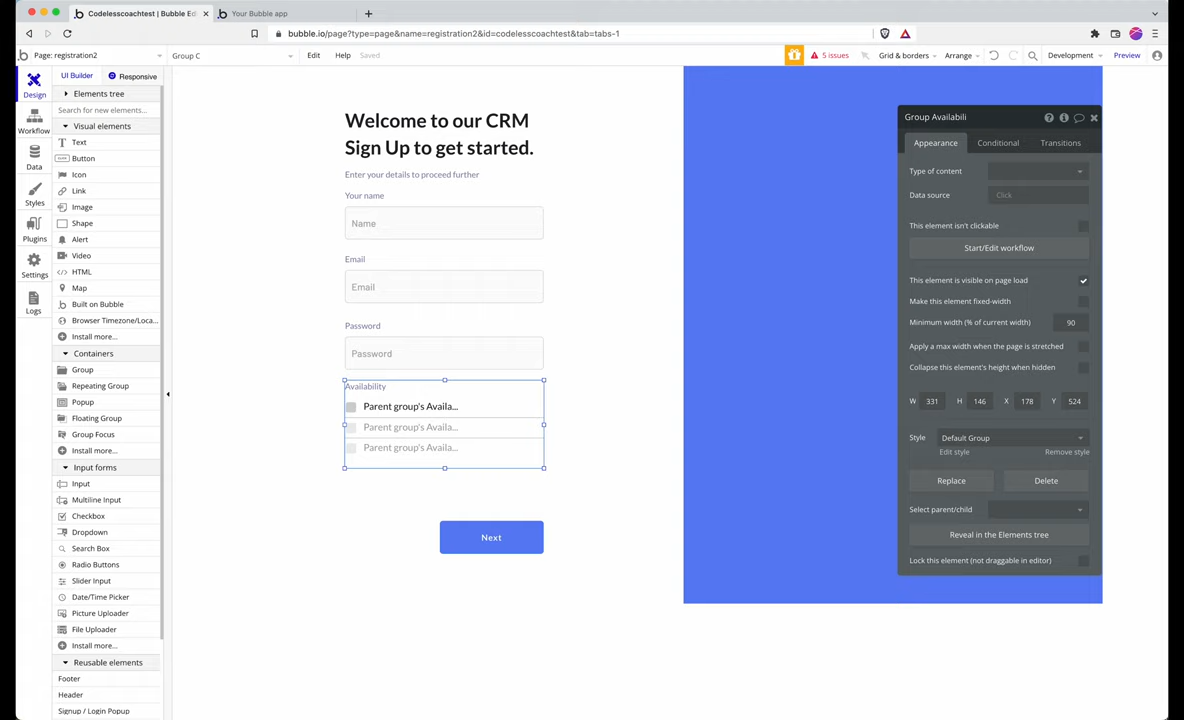 Codelesscoachtest | Bubble Ed
Your Bubble app
bubble.io/page?type=page&name=registration2&id=codelesscoachtest&tab=tabs-1
Page: registration2
Group C
Edit
Help
Saved
5 issues
Grid & borders
Arrange
Development
Preview
Design
Workflow
Data
Styles
Plugins
Settings
Logs
UI Builder
Responsive
Elements tree
Search for new elements...
Visual elements
Text
Button
Icon
Link
Image
Shape
Alert
Video
HTML
Map
Built on Bubble
Browser Timezone/Loca...
Install more...
Containers
Group
Repeating Group
Popup
Floating Group
Group Focus
Install more...
Input forms
Input
Multiline Input
Checkbox
Dropdown
Search Box
Radio Buttons
Slider Input
Date/Time Picker
Picture Uploader
File Uploader
Install more...
Reusable elements
Footer
Header
Signup / Login Popup
Welcome to our CRM
Sign Up to get started.
Enter your details to proceed further
Your name
Name
Email
Email
Password
Password
Availability
Parent group's Availa...
Parent group's Availa...
Parent group's Availa...
Next
Group Availabili
Appearance
Conditional
Transitions
Type of content
Data source
Click
This element isn't clickable
Start/Edit workflow
This element is visible on page load
Make this element fixed-width
Minimum width (% of current width)
90
Apply a max width when the page is stretched
Collapse this element's height when hidden
W 331 H 146 X 178 Y 524
Style
Default Group
Edit style
Remove style
Replace
Delete
Select parent/child
Reveal in the Elements tree
Lock this element (not draggable in editor)